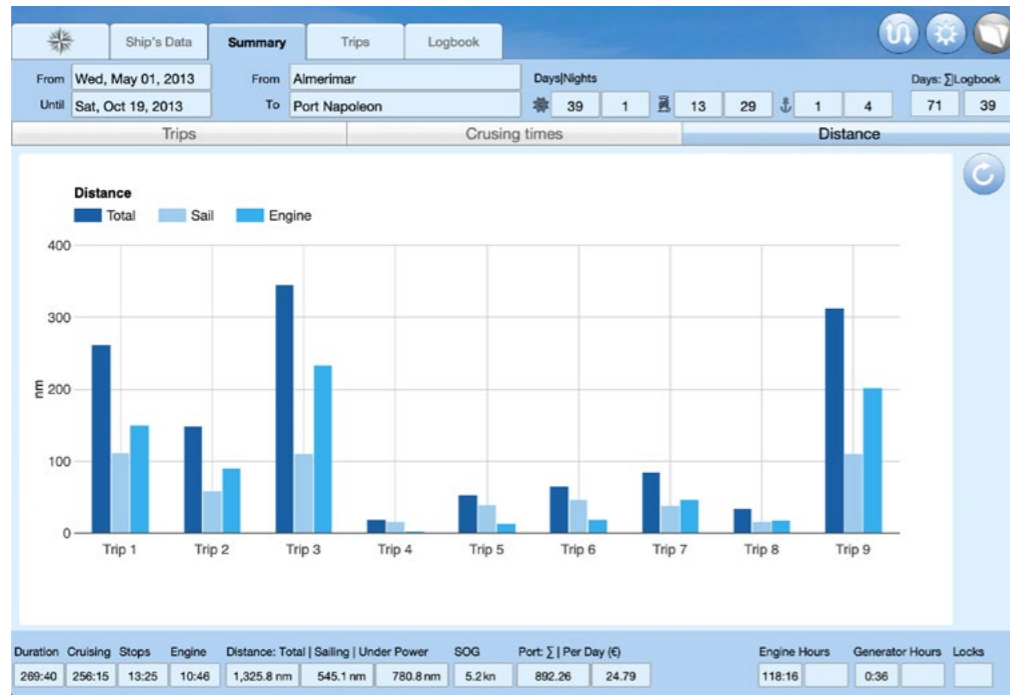 Ship's Data Summary Trips Logbook
From Wed, May 01, 2013 From Almerimar Days|Nights Days: ∑|Logbook
Until Sat, Oct 19, 2013 To Port Napoleon 39 1 13 29 1 4 71 39
Trips Crusing times Distance
Distance
Total Sail Engine
400
300
200
100
0
nm
Trip 1 Trip 2 Trip 3 Trip 4 Trip 5 Trip 6 Trip 7 Trip 8 Trip 9
Duration Cruising Stops Engine Distance: Total | Sailing | Under Power SOG Port: ∑ | Per Day (€) Engine Hours Generator Hours Locks
269:40 256:15 13:25 10:46 1,325.8 nm 545.1 nm 780.8 nm 5.2 kn 892.26 24.79 118:16 0:36